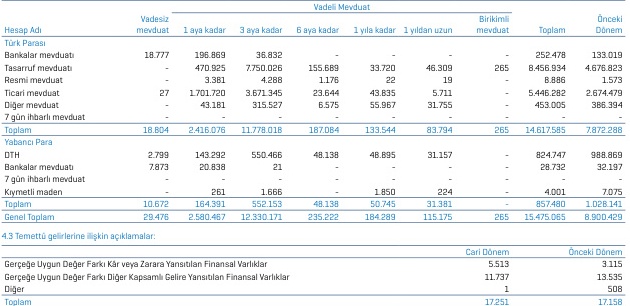 Vadeli Mevduat
Vadesiz Birikimli Önceki
Hesap Adı mevduat 1 aya kadar 3 aya kadar 6 aya kadar 1 yıla kadar 1 yıldan uzun mevduat Toplam Dönem
Türk Parası
Bankalar mevduatı 18.777 196.869 36.832 - - - - 252.478 133.019
Tasarruf mevduatı - 470.925 7.750.026 155.689 33.720 46.309 265 8.456.934 4.676.823
Resmi mevduat - 3.381 4.288 1.176 22 19 - 8.886 1.573
Ticari mevduat 27 1.701.720 3.671.345 23.644 43.835 5.711 - 5.446.282 2.674.479
Diğer mevduat - 43.181 315.527 6.575 55.967 31.755 - 453.005 386.394
7 gün ihbarlı mevduat - - - - - - - - -
Toplam 18.804 2.416.076 11.778.018 187.084 133.544 83.794 265 14.617.585 7.872.288
Yabancı Para
DTH 2.799 143.292 550.466 48.138 48.895 31.157 - 824.747 988.869
Bankalar mevduatı 7.873 20.838 21 - - - - 28.732 32.197
7 gün ihbarlı mevduat - - - - - - - - -
Kıymetli maden - 261 1.666 - 1.850 224 - 4.001 7.075
Toplam 10.672 164.391 552.153 48.138 50.745 31.381 - 857.480 1.028.141
Genel Toplam 29.476 2.580.467 12.330.171 235.222 184.289 115.175 265 15.475.065 8.900.429
4.3 Temettü gelirlerine ilişkin açıklamalar:
Cari Dönem Önceki Dönem
Gerçeğe Uygun Değer Farkı Kâr veya Zarara Yansıtılan Finansal Varlıklar 5.513 3.115
Gerçeğe Uygun Değer Farkı Diğer Kapsamlı Gelire Yansıtılan Finansal Varlıklar 11.737 13.535
Diğer 1 508
Toplam 17.251 17.158